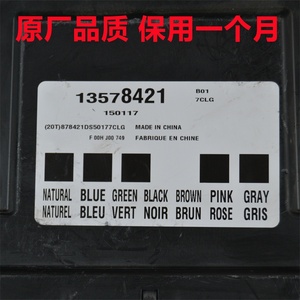 原厂品质 保用一个月
13578421 B01
150117 7CLG
(20T)878421DS50177CLG MADE IN CHINA
F 00H J00 749 FABRIQUE EN CHINE
NATURAL BLUE GREEN BLACK BROWN PINK GRAY
NATUREL BLEU VERT NOIR BRUN ROSE GRIS